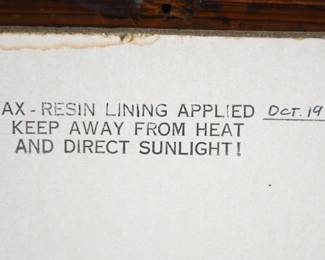 AX - RESIN LINING APPLIED OCT. 19
KEEP AWAY FROM HEAT
AND DIRECT SUNLIGHT!